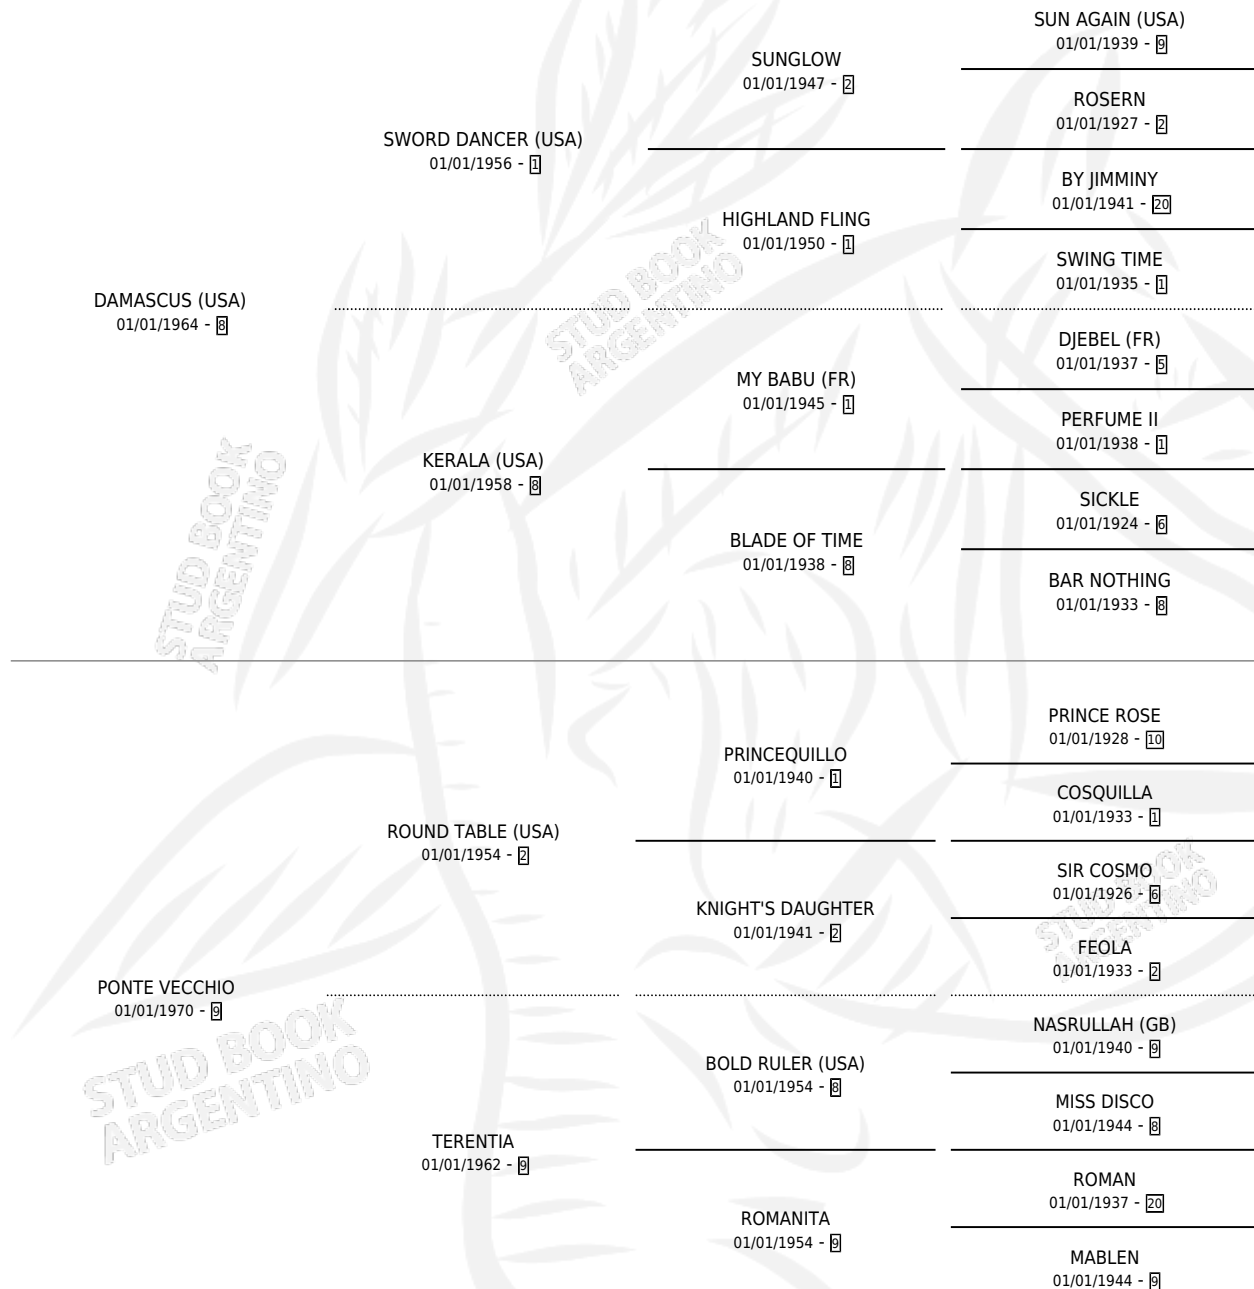 SUN AGAIN (USA)
01/01/1939 - 9
SUNGLOW
01/01/1947 - 2
ROSERN
01/01/1927 - 2
SWORD DANCER (USA)
01/01/1956 - 1
BY JIMMINY
01/01/1941 - 20
HIGHLAND FLING
01/01/1950 - 1
SWING TIME
01/01/1935 - 1
DAMASCUS (USA)
01/01/1964 - 8
STUD BOOK
ARGENTINO
DJEBEL (FR)
01/01/1937 - 5
MY BABU (FR)
01/01/1945 - 1
PERFUME II
01/01/1938 - 1
KERALA (USA)
01/01/1958 - 8
STUD BOOK
ARGENTINO
SICKLE
01/01/1924 - 6
BLADE OF TIME
01/01/1938 - 8
BAR NOTHING
01/01/1933 - 8
PRINCE ROSE
01/01/1928 - 10
PRINCEQUILLO
01/01/1940 - 1
COSQUILLA
01/01/1933 - 1
ROUND TABLE (USA)
01/01/1954 - 2
SIR COSMO
01/01/1926 - 6
STUD BOOK
ARGENTINO
KNIGHT'S DAUGHTER
01/01/1941 - 2
FEOLA
01/01/1933 - 2
PONTE VECCHIO
01/01/1970 - 9
STUD BOOK
ARGENTINO
NASRULLAH (GB)
01/01/1940 - 9
BOLD RULER (USA)
01/01/1954 - 8
MISS DISCO
01/01/1944 - 8
TERENTIA
01/01/1962 - 9
ROMAN
01/01/1937 - 20
ROMANITA
01/01/1954 - 9
MABLEN
01/01/1944 - 9